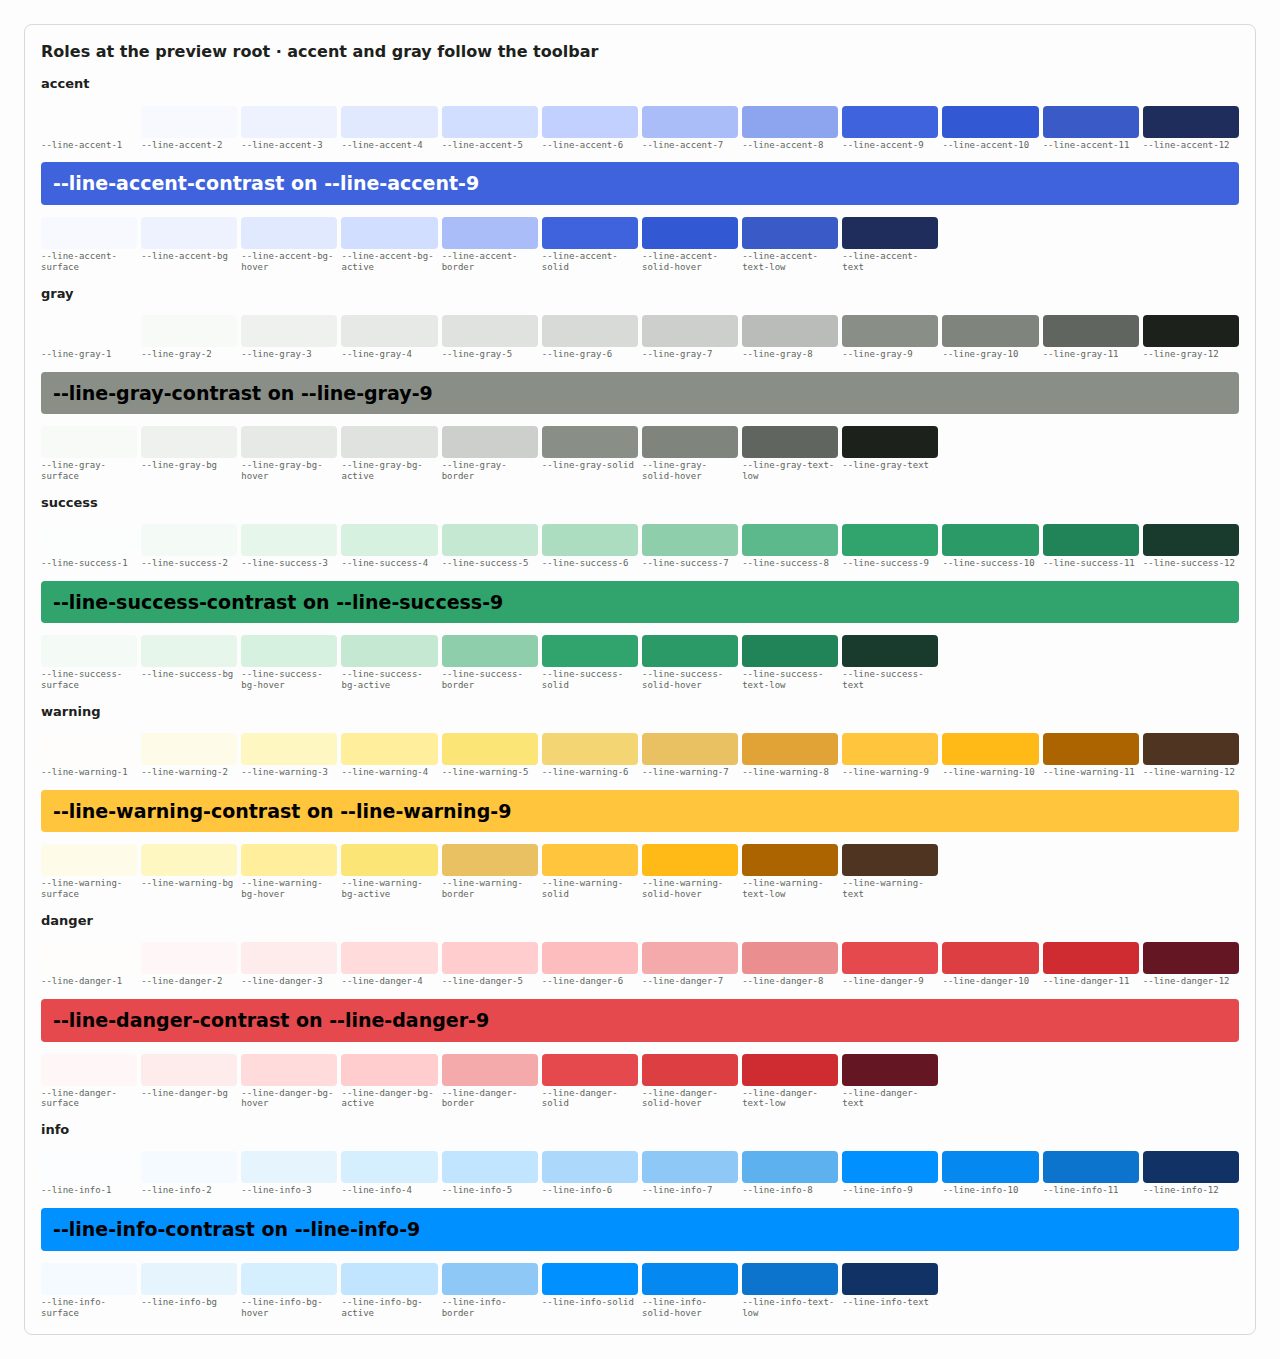 Roles at the preview root · accent and gray follow the toolbar
accent
--line-accent-1 --line-accent-2 --line-accent-3 --line-accent-4 --line-accent-5 --line-accent-6 --line-accent-7 --line-accent-8 --line-accent-9 --line-accent-10 --line-accent-11 --line-accent-12
--line-accent-contrast on --line-accent-9
--line-accent- --line-accent-bg --line-accent-bg- --line-accent-bg- --line-accent- --line-accent- --line-accent- --line-accent- --line-accent-
surface hover active border solid solid-hover text-low text
gray
--line-gray-1 --line-gray-2 --line-gray-3 --line-gray-4 --line-gray-5 --line-gray-6 --line-gray-7 --line-gray-8 --line-gray-9 --line-gray-10 --line-gray-11 --line-gray-12
--line-gray-contrast on --line-gray-9
--line-gray- --line-gray-bg --line-gray-bg- --line-gray-bg- --line-gray- --line-gray-solid --line-gray- --line-gray-text- --line-gray-text
surface hover active border solid-hover low
success
--line-success-1 --line-success-2 --line-success-3 --line-success-4 --line-success-5 --line-success-6 --line-success-7 --line-success-8 --line-success-9 --line-success-10 --line-success-11 --line-success-12
--line-success-contrast on --line-success-9
--line-success- --line-success-bg --line-success- --line-success- --line-success- --line-success- --line-success- --line-success- --line-success-
surface bg-hover bg-active border solid solid-hover text-low text
warning
--line-warning-1 --line-warning-2 --line-warning-3 --line-warning-4 --line-warning-5 --line-warning-6 --line-warning-7 --line-warning-8 --line-warning-9 --line-warning-10 --line-warning-11 --line-warning-12
--line-warning-contrast on --line-warning-9
--line-warning- --line-warning-bg --line-warning- --line-warning- --line-warning- --line-warning- --line-warning- --line-warning- --line-warning-
surface bg-hover bg-active border solid solid-hover text-low text
danger
--line-danger-1 --line-danger-2 --line-danger-3 --line-danger-4 --line-danger-5 --line-danger-6 --line-danger-7 --line-danger-8 --line-danger-9 --line-danger-10 --line-danger-11 --line-danger-12
--line-danger-contrast on --line-danger-9
--line-danger- --line-danger-bg --line-danger-bg- --line-danger-bg- --line-danger- --line-danger- --line-danger- --line-danger- --line-danger-
surface hover active border solid solid-hover text-low text
info
--line-info-1 --line-info-2 --line-info-3 --line-info-4 --line-info-5 --line-info-6 --line-info-7 --line-info-8 --line-info-9 --line-info-10 --line-info-11 --line-info-12
--line-info-contrast on --line-info-9
--line-info- --line-info-bg --line-info-bg- --line-info-bg- --line-info- --line-info-solid --line-info- --line-info-text- --line-info-text
surface hover active border solid-hover low